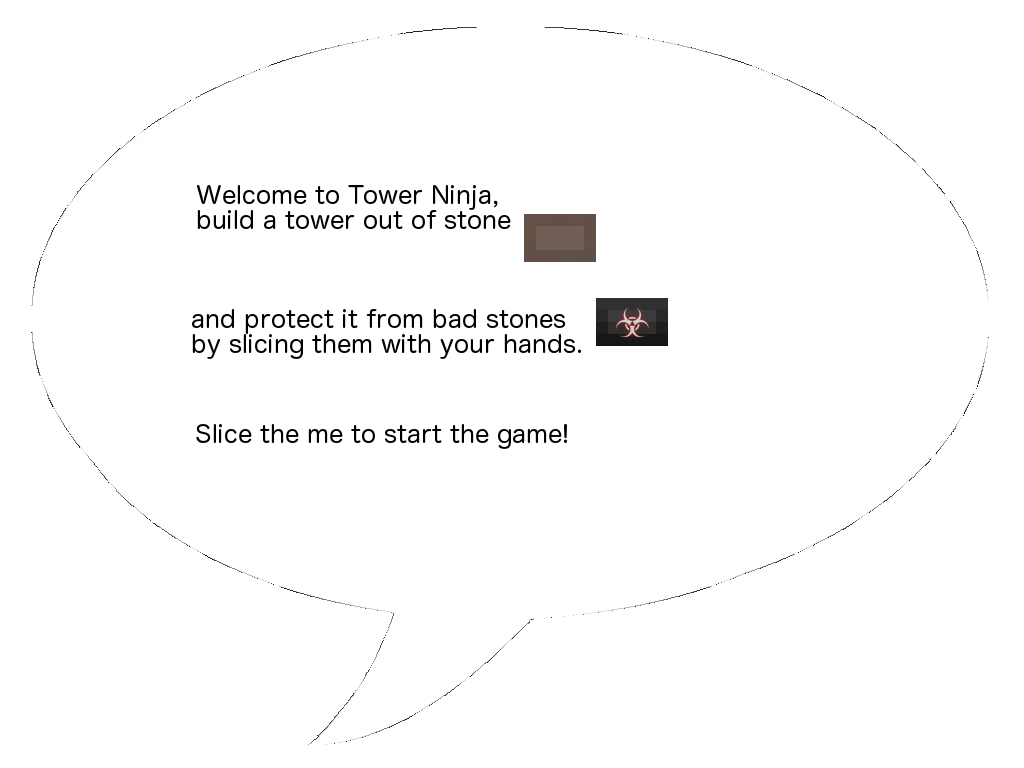 Welcome to Tower Ninja,
build a tower out of stone
and protect it from bad stones
by slicing them with your hands.
Slice the me to start the game!